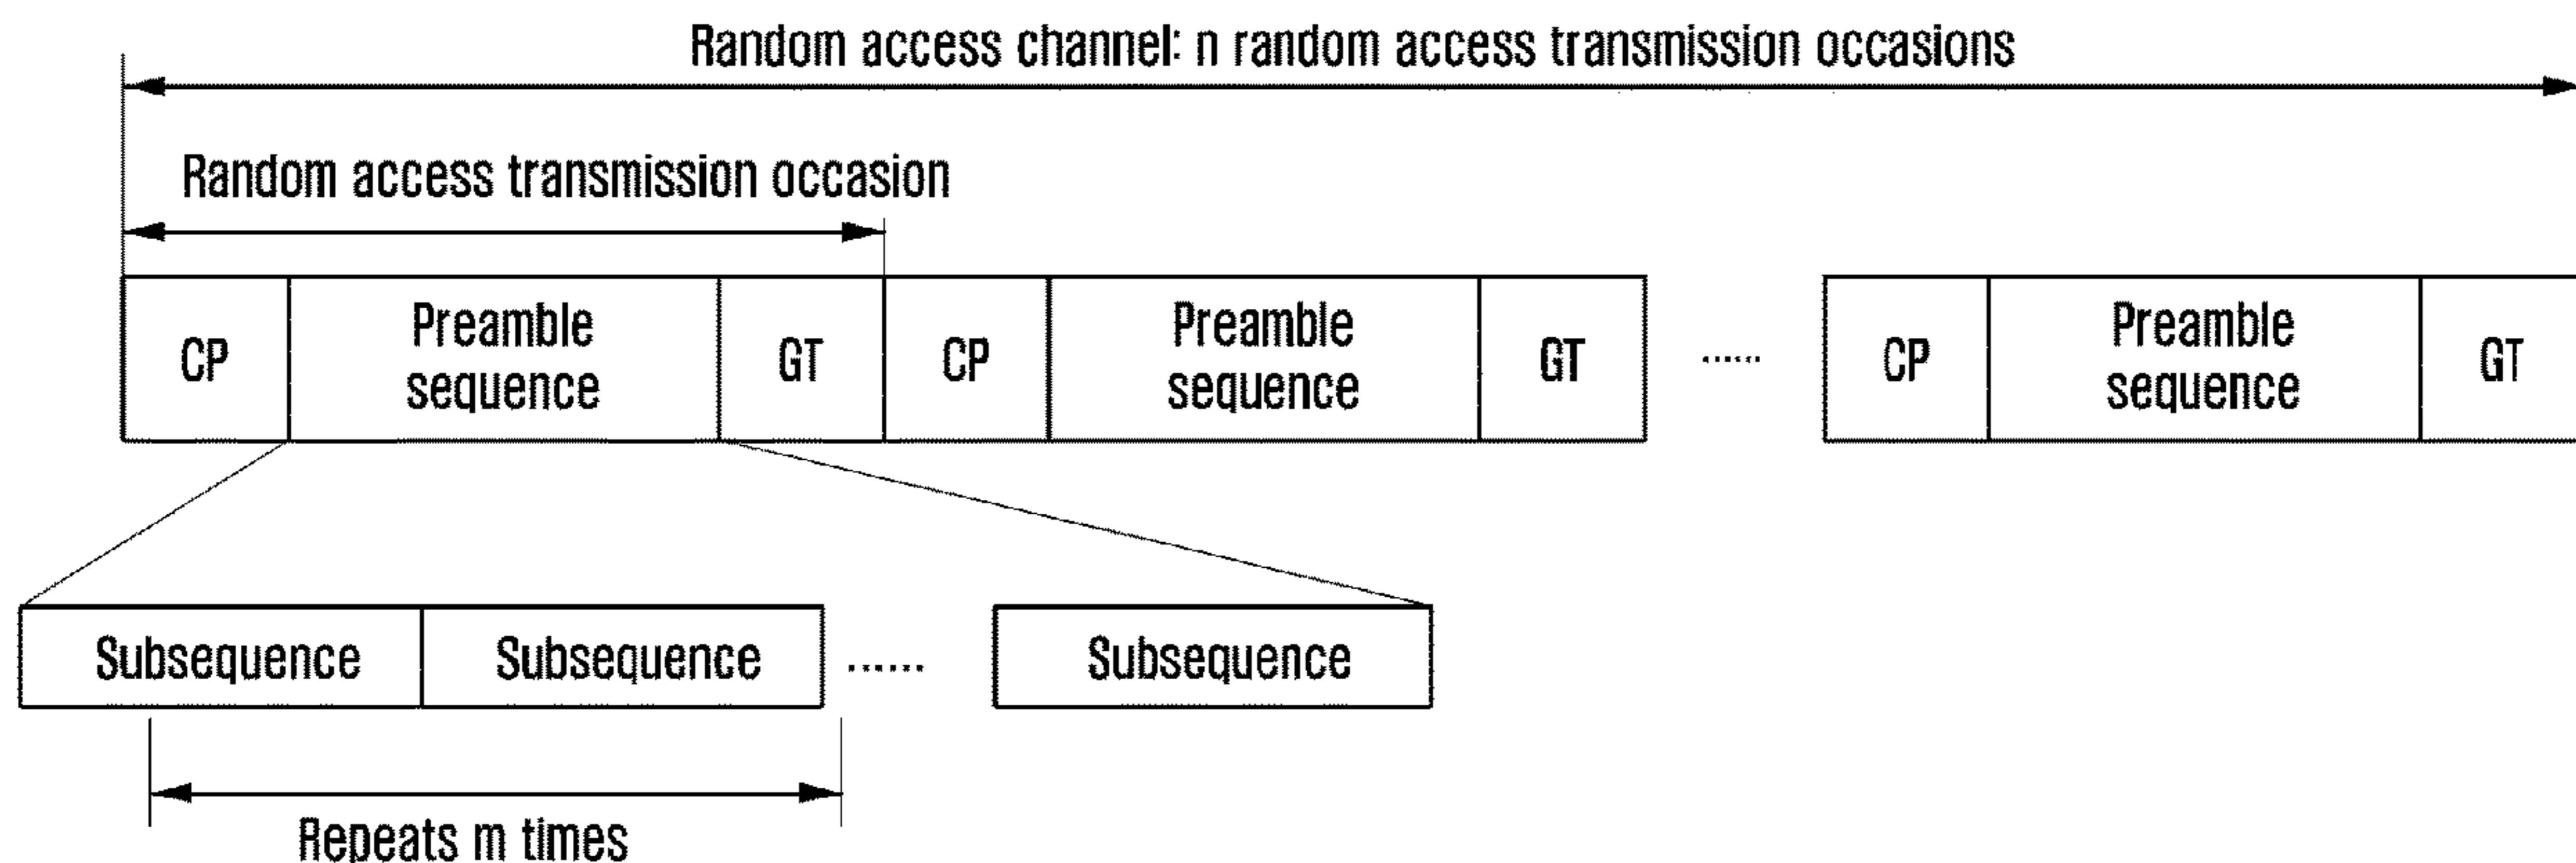 Random access channel: n random access transmission occasions
Random access transmission occasion
CP
Preamble
sequence
GT
CP
Preamble
sequence
GT
......
CP
Preamble
sequence
GT
Subsequence
Subsequence
......
Subsequence
Repeats m times